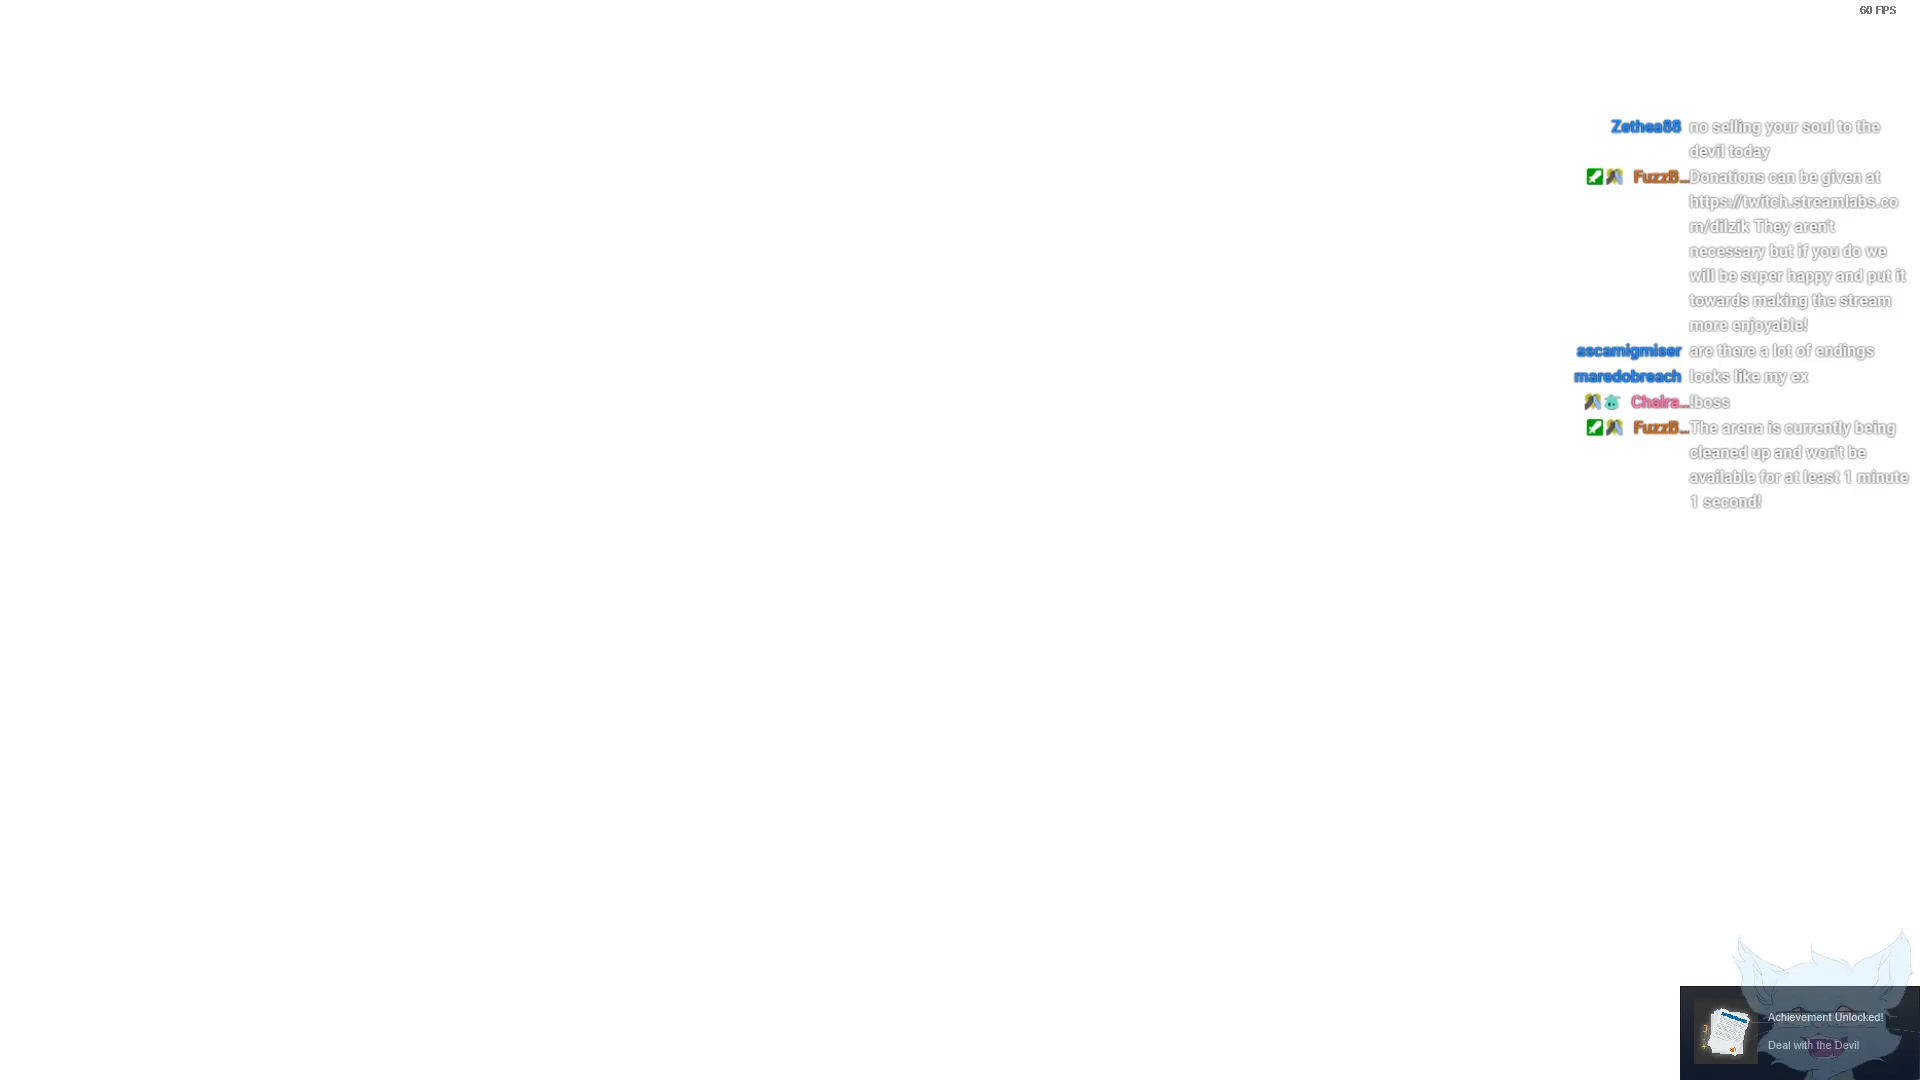 60 FPS
Zethea88 no selling your soul to the
devil today
FuzzB... Donations can be given at
https://twitch.streamlabs.co
m/dilzik They aren't
necessary but if you do we
will be super happy and put it
towards making the stream
more enjoyable!
ascamigmiser are there a lot of endings
maredobreach looks like my ex
Chaira... !boss
FuzzB... The arena is currently being
cleaned up and won't be
available for at least 1 minute
1 second!
Achievement Unlocked!
Deal with the Devil